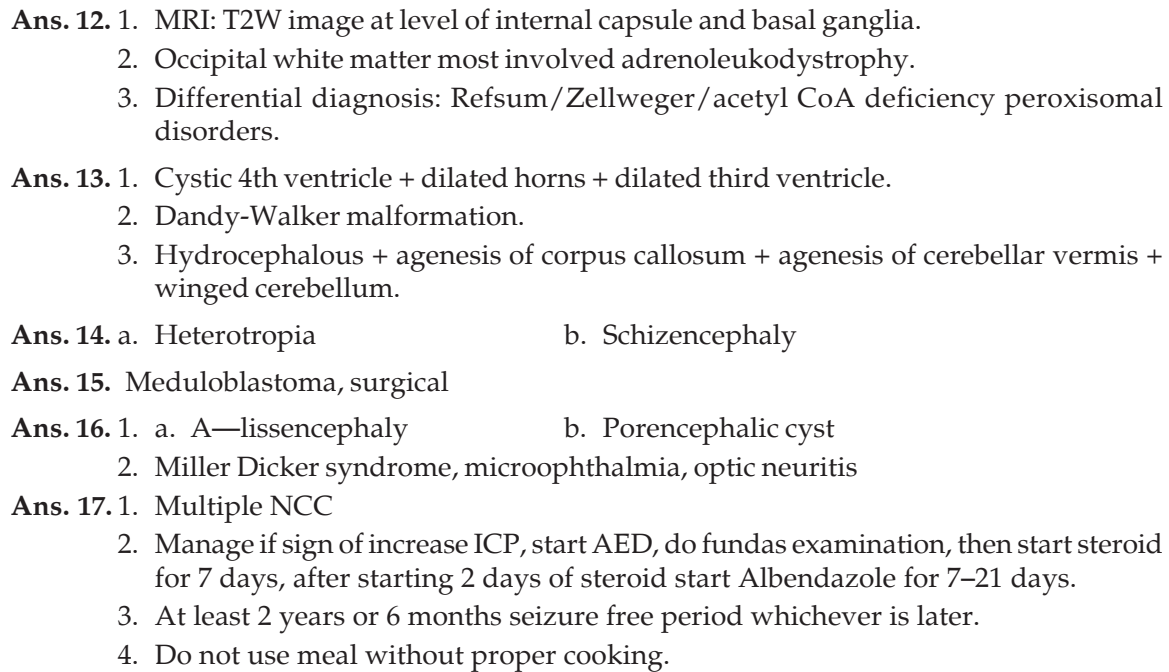 Ans. 12. 1. MRI: T2W image at level of internal capsule and basal ganglia.
2. Occipital white matter most involved adrenoleukodystrophy.
3. Differential diagnosis: Refsum/Zellweger/acetyl CoA deficiency peroxisomal
disorders.
Ans. 13. 1. Cystic 4th ventricle + dilated horns + dilated third ventricle.
2. Dandy-Walker malformation.
3. Hydrocephalous + agenesis of corpus callosum + agenesis of cerebellar vermis +
winged cerebellum.
Ans. 14. a. Heterotropia b. Schizencephaly
Ans. 15. Meduloblastoma, surgical
Ans. 16. 1. a. A—lissencephaly b. Porencephalic cyst
2. Miller Dicker syndrome, microophthalmia, optic neuritis
Ans. 17. 1. Multiple NCC
2. Manage if sign of increase ICP, start AED, do fundas examination, then start steroid
for 7 days, after starting 2 days of steroid start Albendazole for 7–21 days.
3. At least 2 years or 6 months seizure free period whichever is later.
4. Do not use meal without proper cooking.